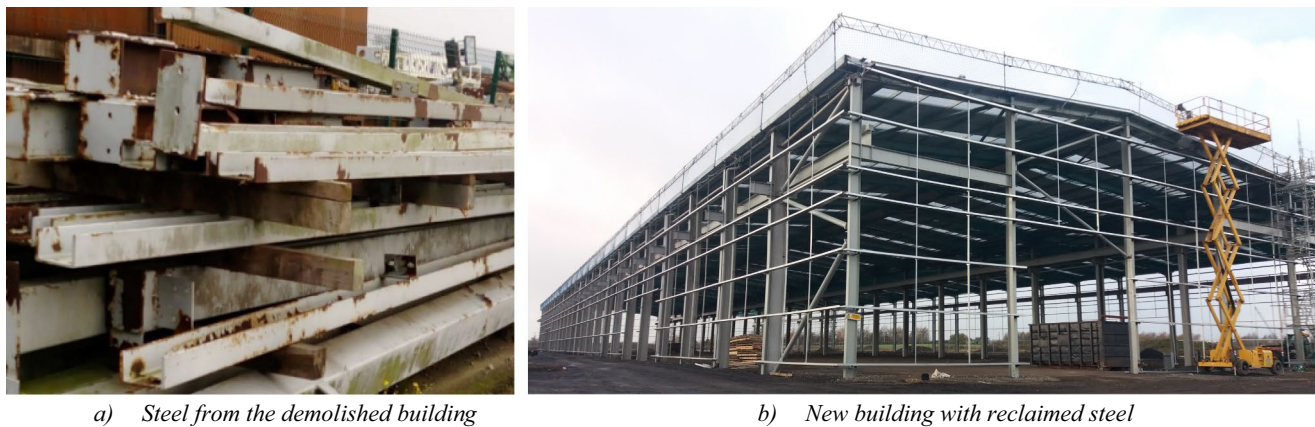 a) Steel from the demolished building
b) New building with reclaimed steel